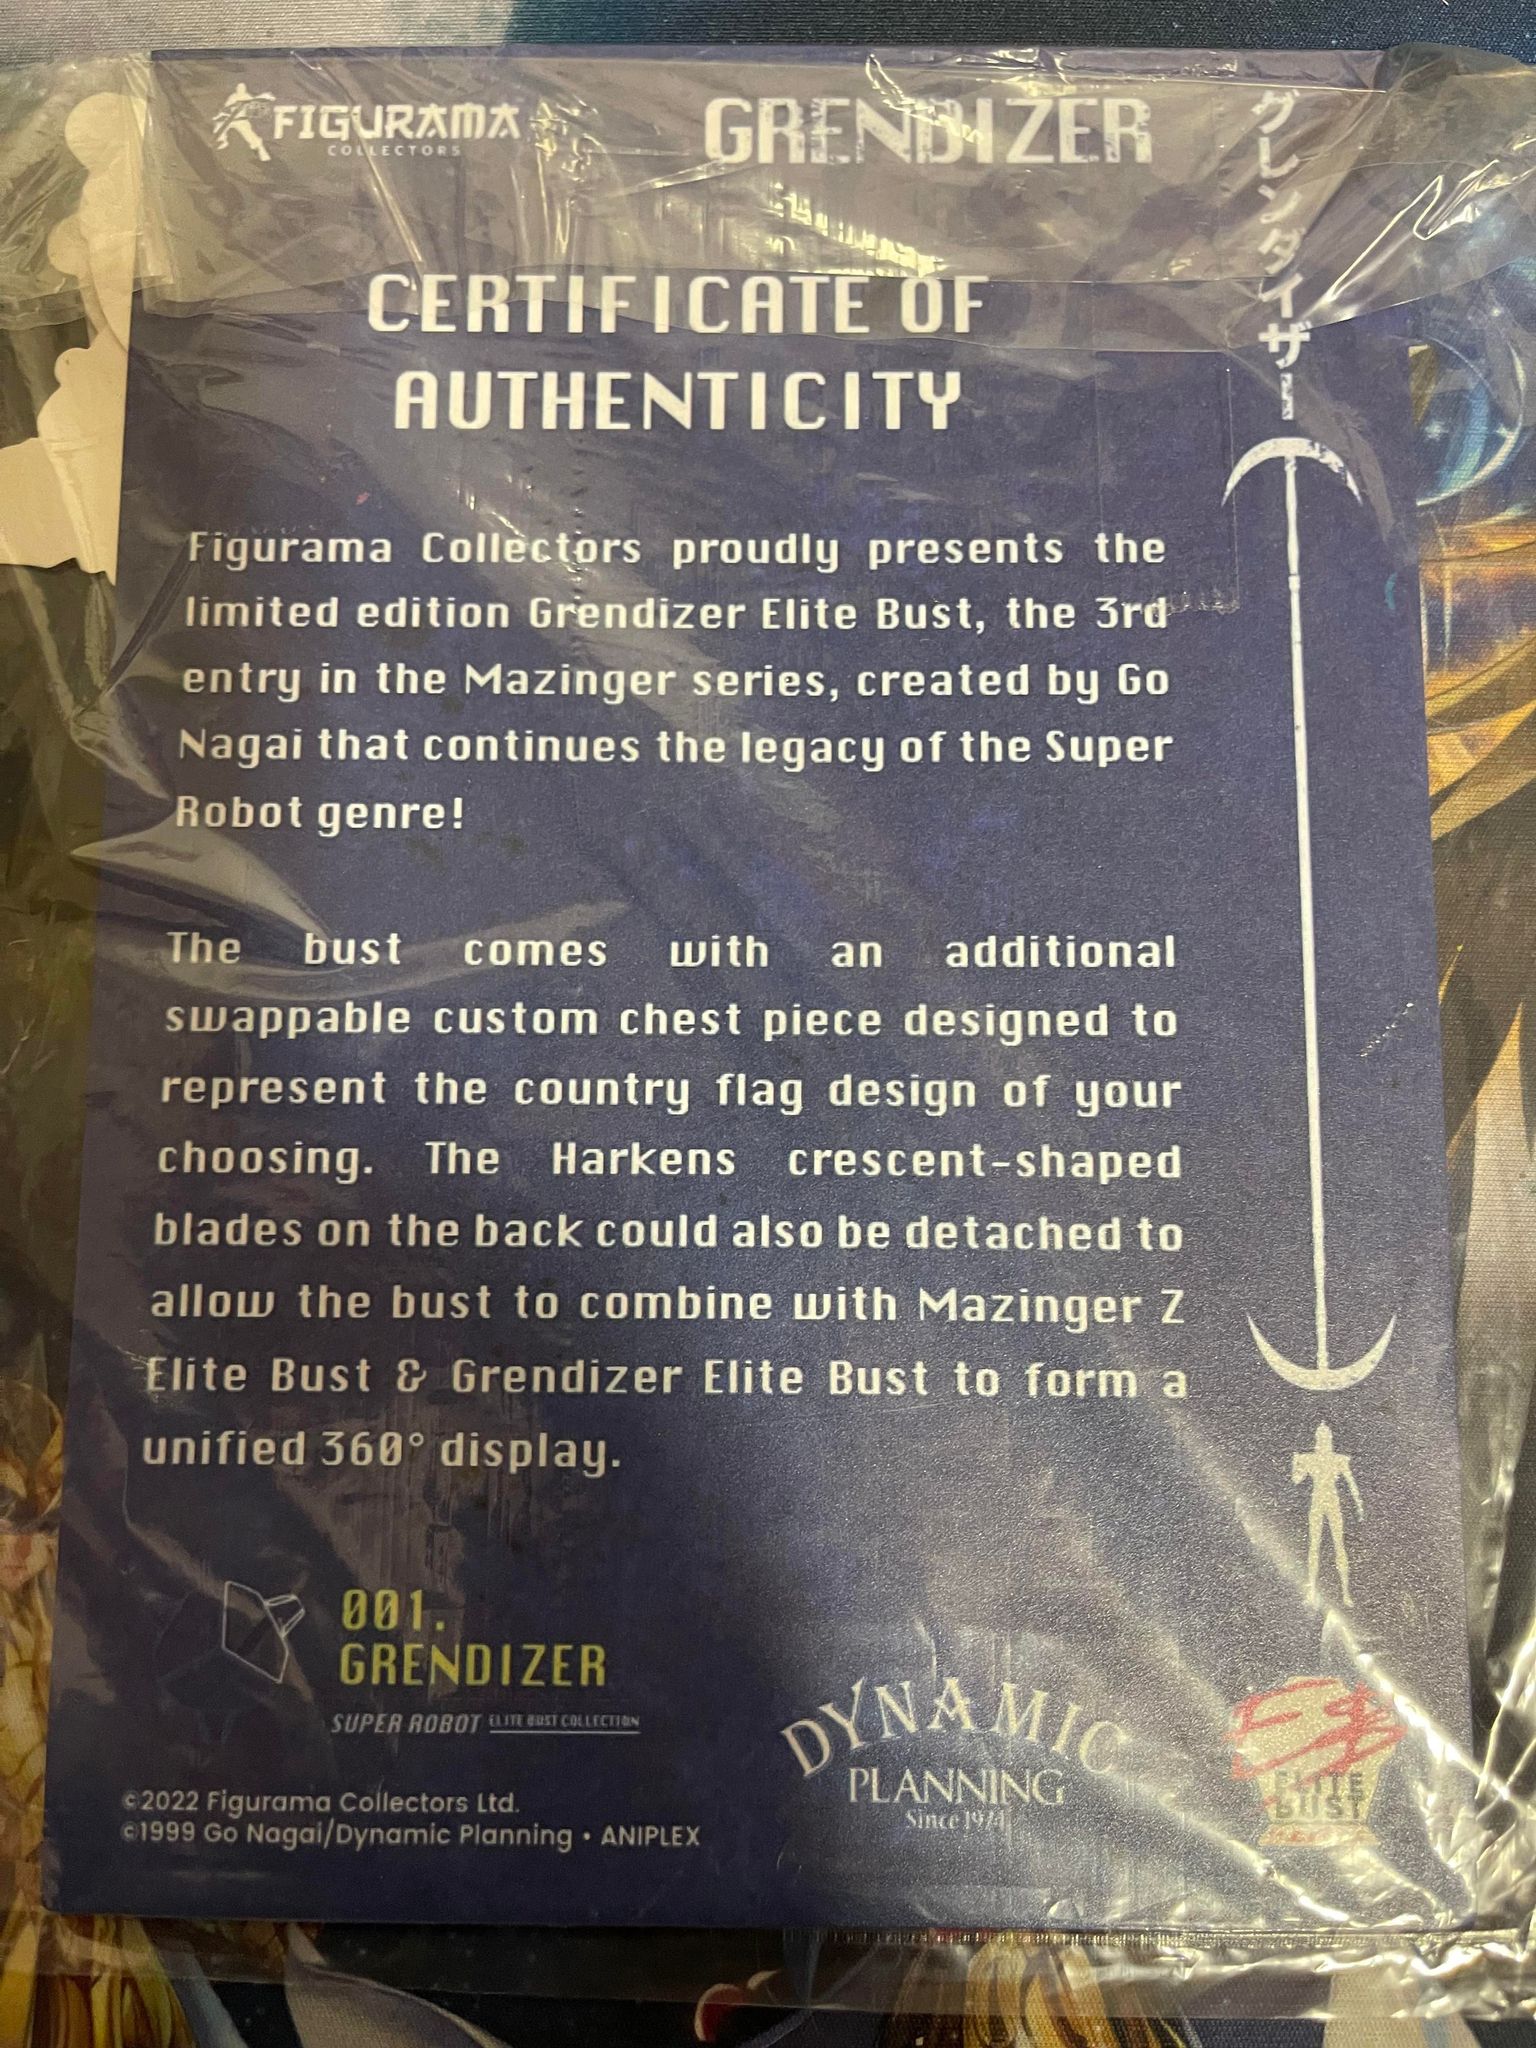 FIGURAMA
COLLECTORS
GRENDIZER
グレンダイザー
CERTIFICATE OF
AUTHENTICITY
Figurama Collectors proudly presents the
limited edition Grendizer Elite Bust, the 3rd
entry in the Mazinger series, created by Go
Nagai that continues the legacy of the Super
Robot genre!
The bust comes with an additional
swappable custom chest piece designed to
represent the country flag design of your
choosing. The Harkens crescent-shaped
blades on the back could also be detached to
allow the bust to combine with Mazinger Z
Elite Bust & Grendizer Elite Bust to form a
unified 360° display.
001.
GRENDIZER
SUPER ROBOT ELITE BUST COLLECTION
©2022 Figurama Collectors Ltd.
©1999 Go Nagai/Dynamic Planning • ANIPLEX
DYNAMIC
PLANNING
Since 1974
ELITE
BUST